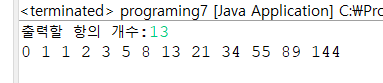 <terminated> programing7 [Java Application] C:₩Pro
출력할 항의 개수:13
0 1 1 2 3 5 8 13 21 34 55 89 144